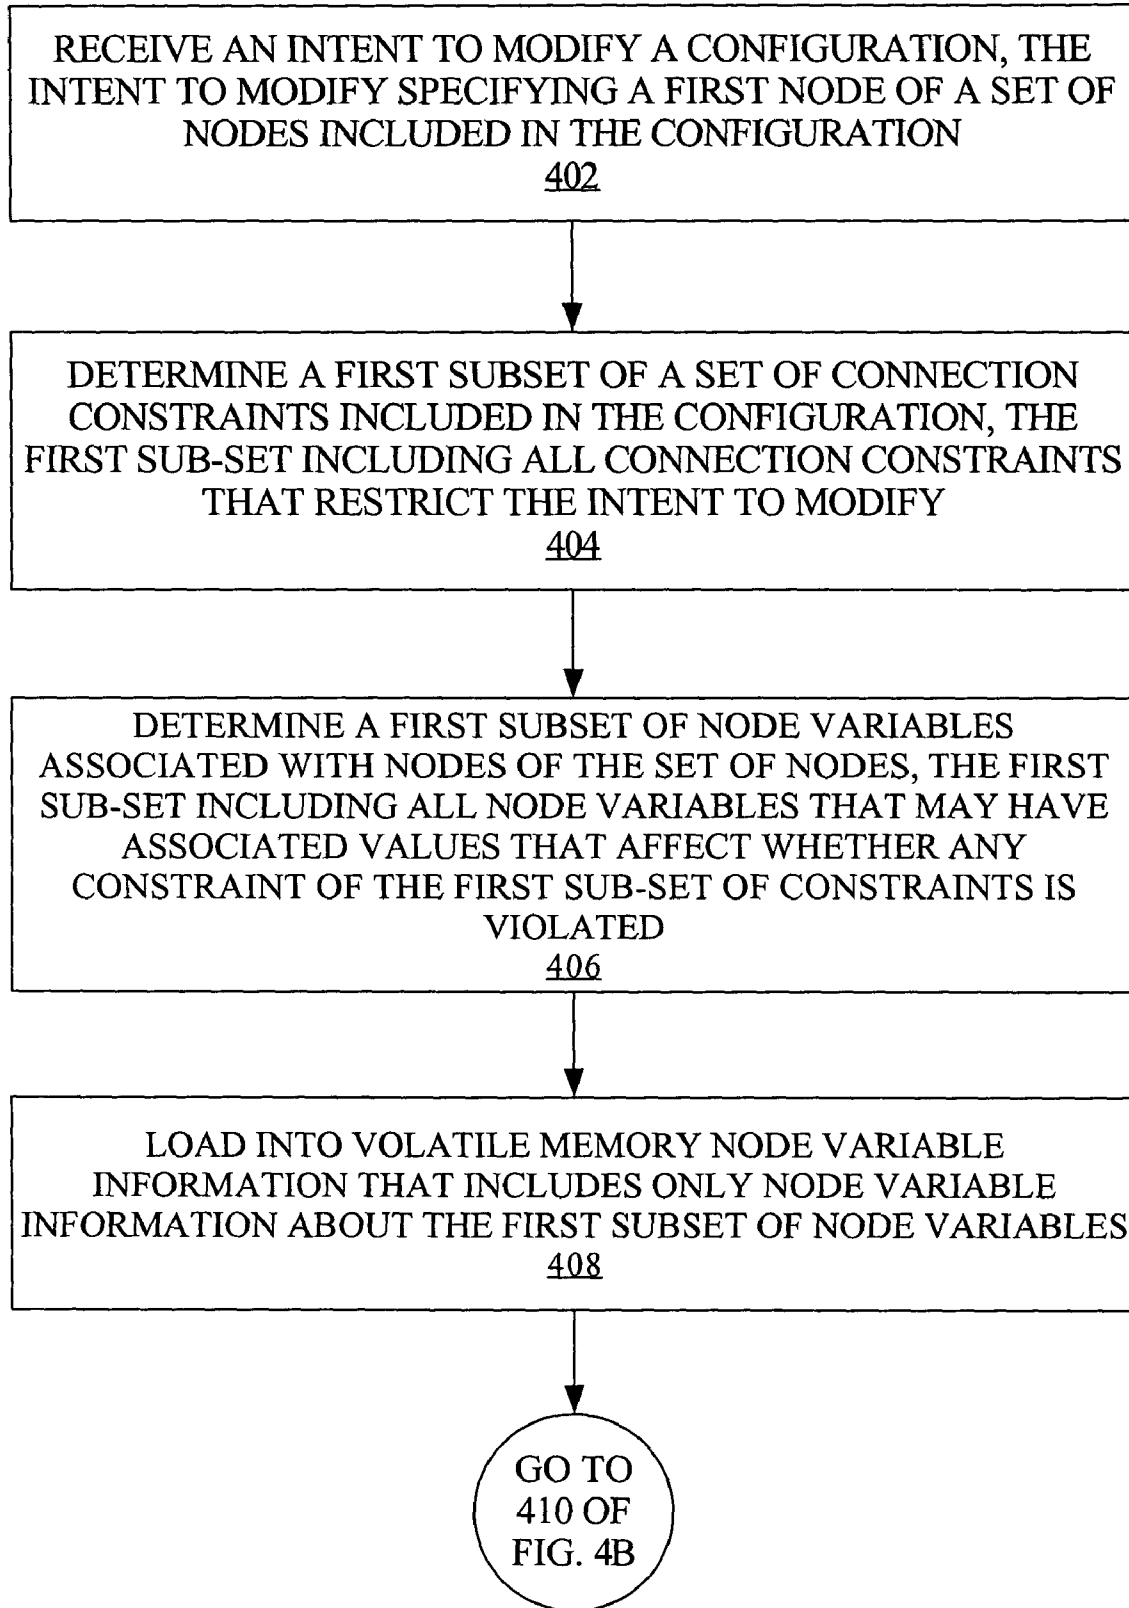 RECEIVE AN INTENT TO MODIFY A CONFIGURATION, THE
INTENT TO MODIFY SPECIFYING A FIRST NODE OF A SET OF
NODES INCLUDED IN THE CONFIGURATION
402
DETERMINE A FIRST SUBSET OF A SET OF CONNECTION
CONSTRAINTS INCLUDED IN THE CONFIGURATION, THE
FIRST SUB-SET INCLUDING ALL CONNECTION CONSTRAINTS
THAT RESTRICT THE INTENT TO MODIFY
404
DETERMINE A FIRST SUBSET OF NODE VARIABLES
ASSOCIATED WITH NODES OF THE SET OF NODES, THE FIRST
SUB-SET INCLUDING ALL NODE VARIABLES THAT MAY HAVE
ASSOCIATED VALUES THAT AFFECT WHETHER ANY
CONSTRAINT OF THE FIRST SUB-SET OF CONSTRAINTS IS
VIOLATED
406
LOAD INTO VOLATILE MEMORY NODE VARIABLE
INFORMATION THAT INCLUDES ONLY NODE VARIABLE
INFORMATION ABOUT THE FIRST SUBSET OF NODE VARIABLES
408
GO TO
410 OF
FIG. 4B